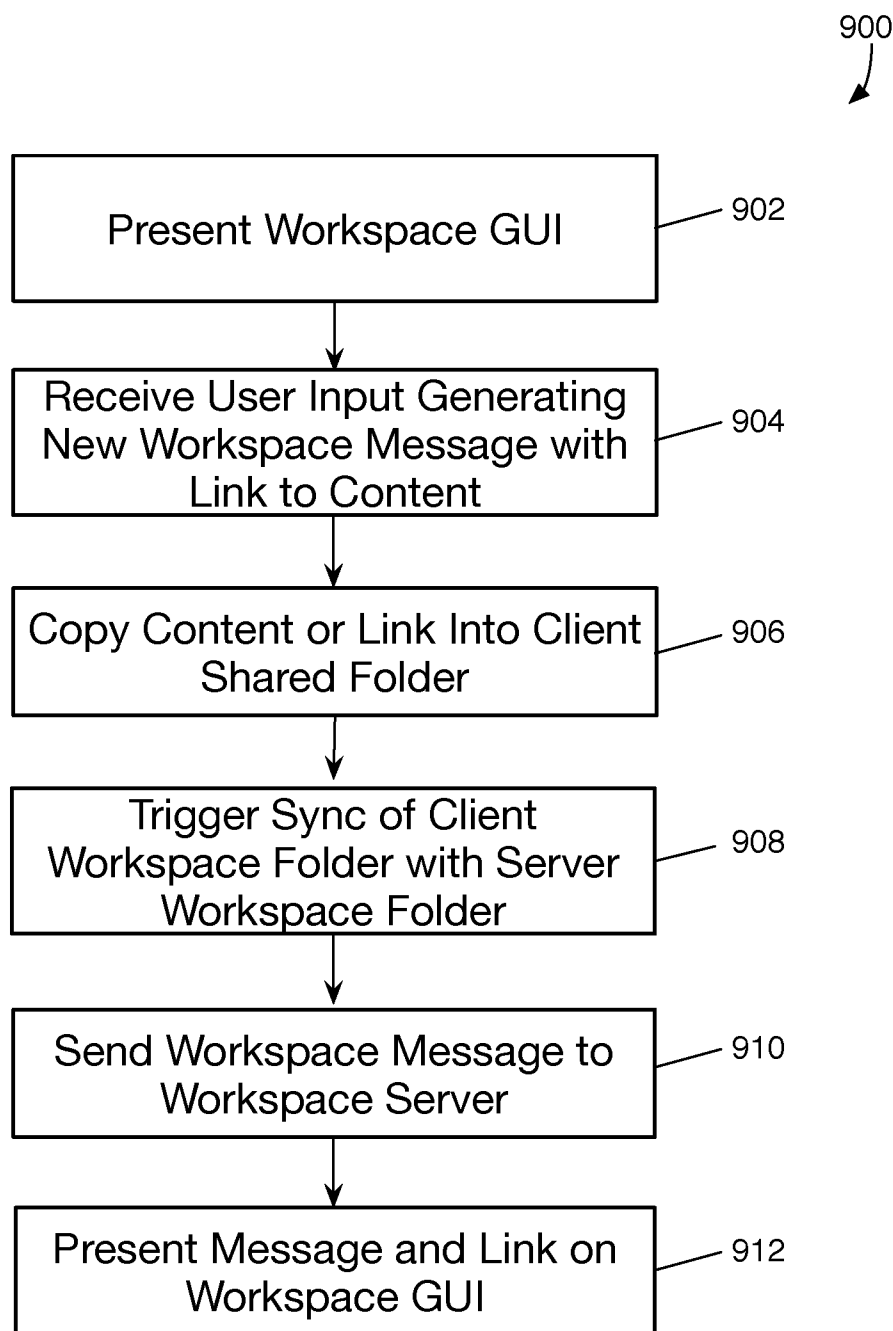 900
Present Workspace GUI
902
Receive User Input Generating
New Workspace Message with
Link to Content
904
Copy Content or Link Into Client
Shared Folder
906
Trigger Sync of Client
Workspace Folder with Server
Workspace Folder
908
Send Workspace Message to
Workspace Server
910
Present Message and Link on
Workspace GUI
912